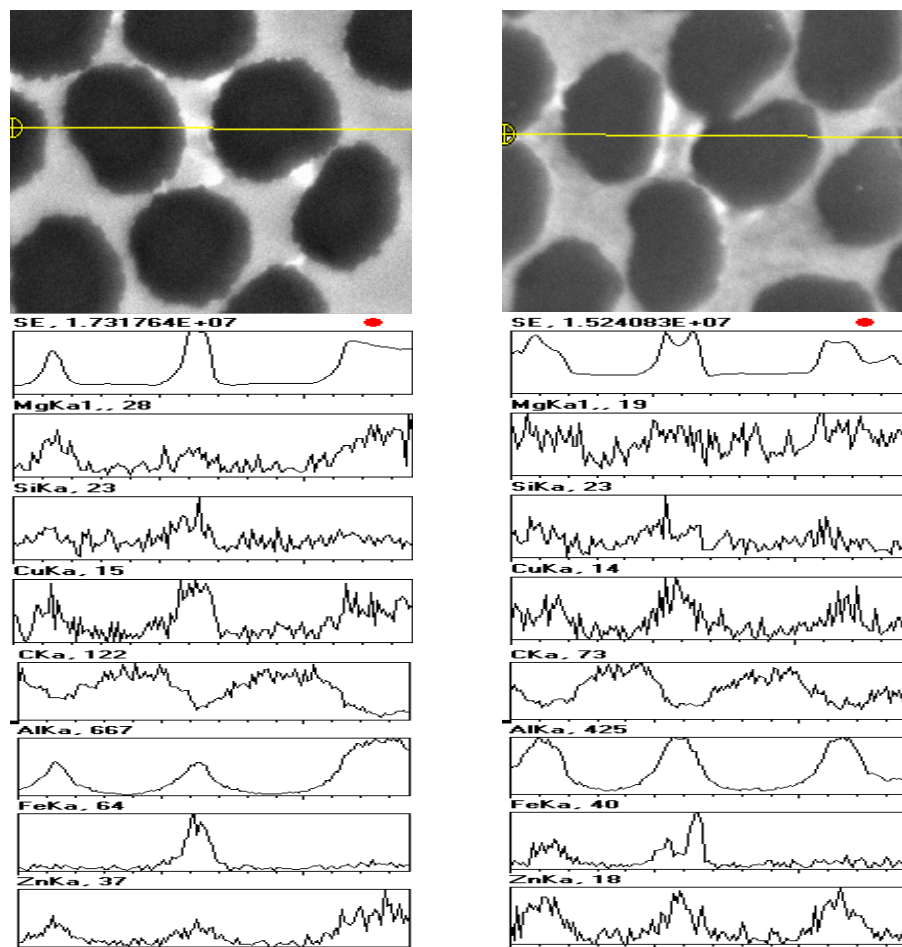 SE, 1.731764E+07
MgKa1,, 28
SiKa, 23
CuKa, 15
CKa, 122
AlKa, 667
FeKa, 64
ZnKa, 37
SE, 1.524083E+07
MgKa1,, 19
SiKa, 23
CuKa, 14
CKa, 73
AlKa, 425
FeKa, 40
ZnKa, 18